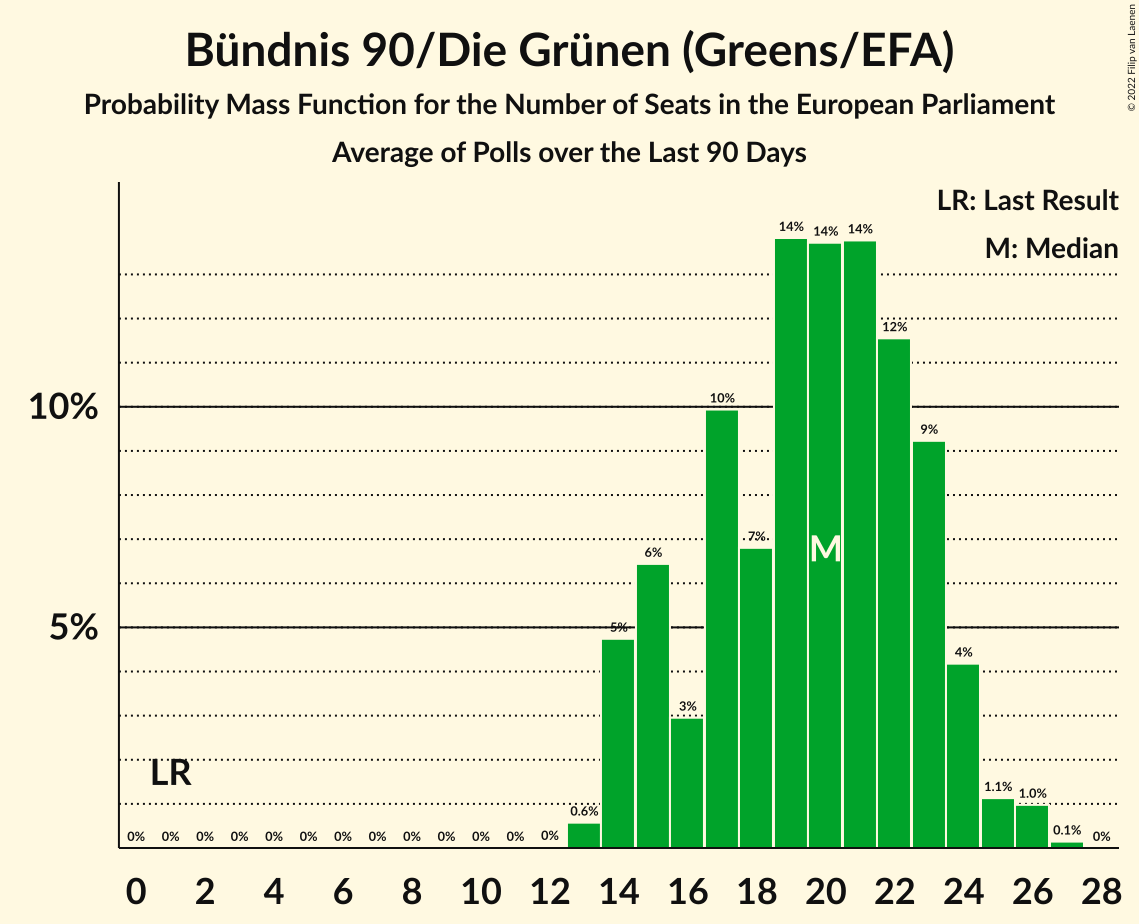 Bündnis 90/Die Grünen (Greens/EFA)
Probability Mass Function for the Number of Seats in the European Parliament
Average of Polls over the Last 90 Days
© 2022 Filip van Laenen
LR: Last Result
M: Median
14% 14% 14%
12%
10%
10%
9%
7%
M
6%
5%
5%
4%
3%
LR
1.1% 1.0%
0.6%
0.1%
0% 0% 0% 0% 0% 0% 0% 0% 0% 0% 0% 0% 0% 0%
0 2 4 6 8 10 12 14 16 18 20 22 24 26 28